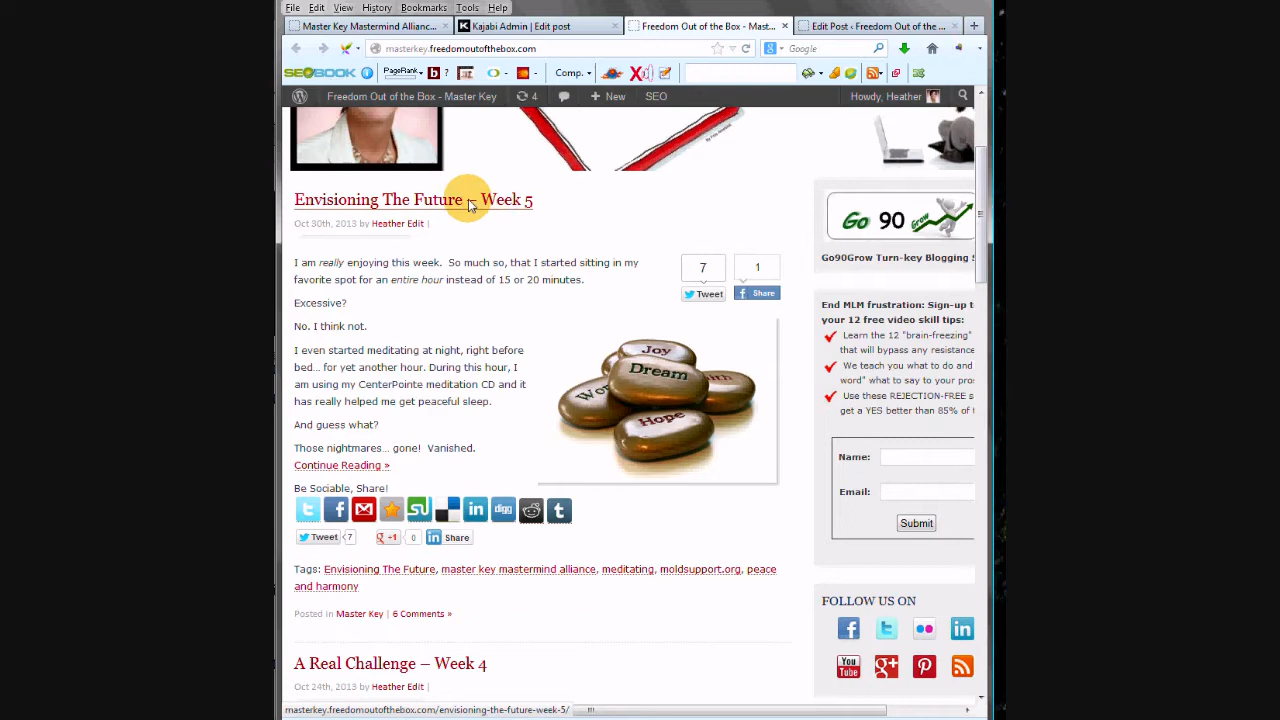 File Edit View History Bookmarks Tools Help
Master Key Mastermind Allianc... × Kajabi Admin | Edit post × Freedom Out of the Box - Mast... × Edit Post ‹ Freedom Out of the ... × +
masterkey.freedomoutofthebox.com Google
SEOBOOK PageRank b ? Comp.
Freedom Out of the Box - Master Key 4 New SEO Howdy, Heather
Envisioning The Future – Week 5
Oct 30th, 2013 by Heather Edit |
I am really enjoying this week. So much so, that I started sitting in my
favorite spot for an entire hour instead of 15 or 20 minutes.
7
Tweet
1
Share
Excessive?
No. I think not.
I even started meditating at night, right before
bed… for yet another hour. During this hour, I
am using my CenterPointe meditation CD and it
has really helped me get peaceful sleep.
And guess what?
Those nightmares… gone! Vanished.
Continue Reading »
Joy
Dream
Hope
Be Sociable, Share!
in digg t
Tweet 7 +1 0 in Share
Tags: Envisioning The Future, master key mastermind alliance, meditating, moldsupport.org, peace
and harmony
Posted in Master Key | 6 Comments »
A Real Challenge – Week 4
Oct 24th, 2013 by Heather Edit |
Go 90 Grow
Go90Grow Turn-key Blogging
End MLM frustration: Sign-up t
your 12 free video skill tips:
Learn the 12 "brain-freezing"
that will bypass any resistance
We teach you what to do and
word" what to say to your pros
Use these REJECTION-FREE s
get a YES better than 85% of t
Name:
Email:
Submit
FOLLOW US ON
You
Tube
masterkey.freedomoutofthebox.com/envisioning-the-future-week-5/